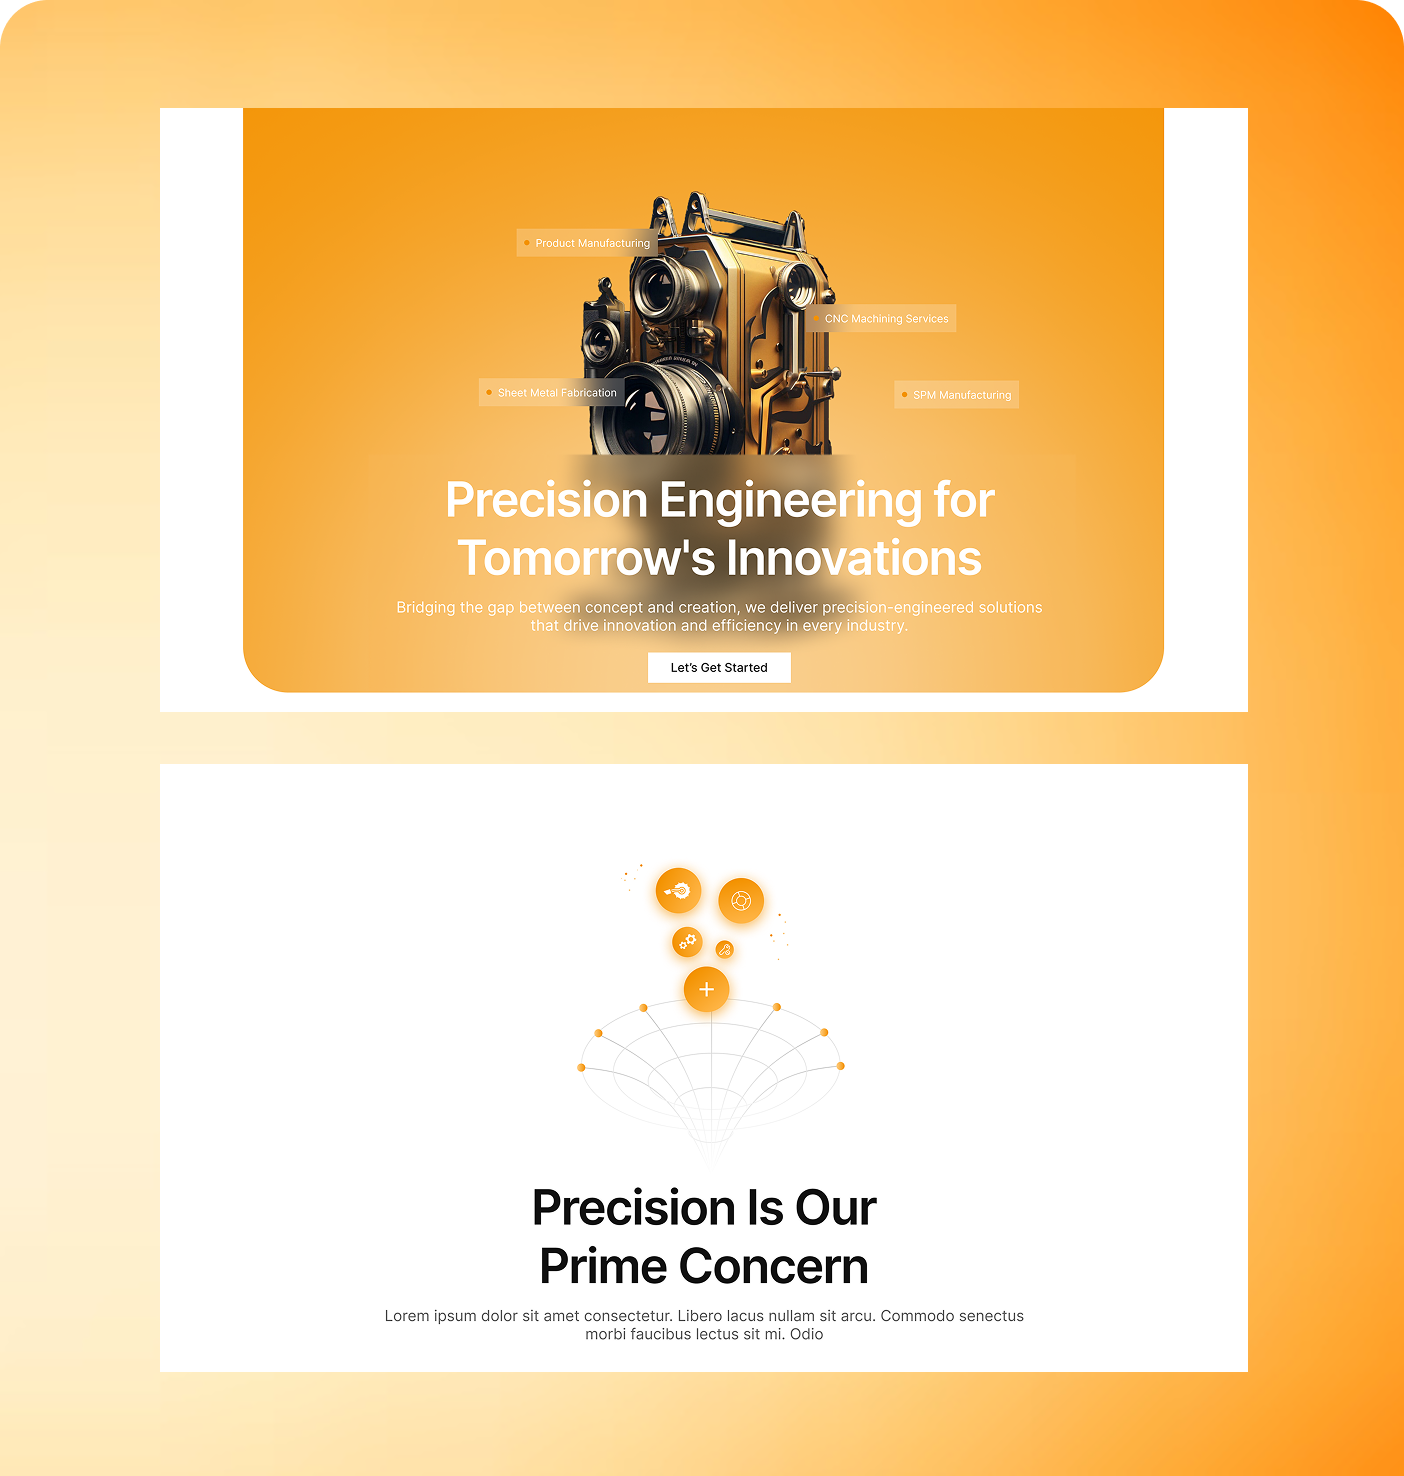 Product Manufacturing
CNC Machining Services
Sheet Metal Fabrication
SPM Manufacturing
Precision Engineering for
Tomorrow's Innovations
Bridging the gap between concept and creation, we deliver precision-engineered solutions
that drive innovation and efficiency in every industry.
Let's Get Started
Precision Is Our
Prime Concern
Lorem ipsum dolor sit amet consectetur. Libero lacus nullam sit arcu. Commodo senectus
morbi faucibus lectus sit mi. Odio